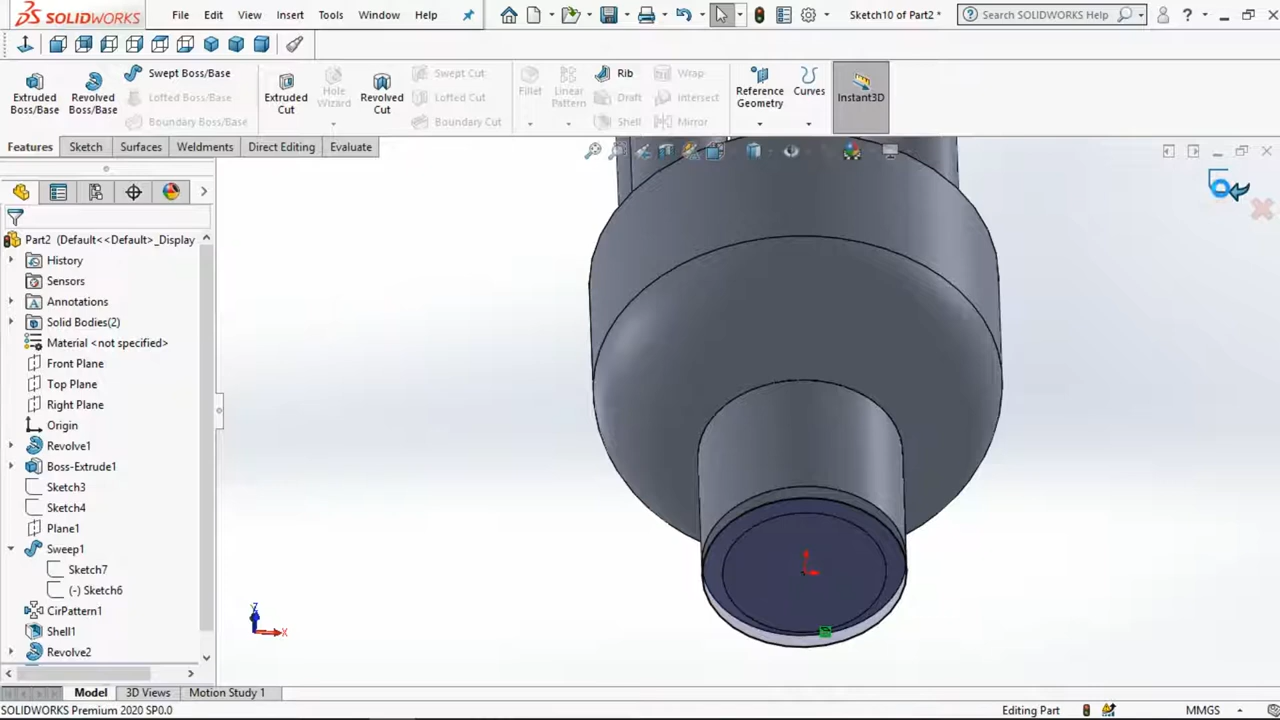 SOLIDWORKS File Edit View Insert Tools Window Help Sketch10 of Part2 * Search SOLIDWORKS Help ?
Extruded Boss/Base
Revolved Boss/Base
Swept Boss/Base
Lofted Boss/Base
Boundary Boss/Base
Extruded Cut
Hole Wizard
Revolved Cut
Swept Cut
Lofted Cut
Boundary Cut
Fillet
Linear Pattern
Rib
Draft
Shell
Wrap
Intersect
Mirror
Reference Geometry
Curves
Instant3D
Features Sketch Surfaces Weldments Direct Editing Evaluate
Part2 (Default<<Default>_Display
History
Sensors
Annotations
Solid Bodies(2)
Material <not specified>
Front Plane
Top Plane
Right Plane
Origin
Revolve1
Boss-Extrude1
Sketch3
Sketch4
Plane1
Sweep1
Sketch7
(-) Sketch6
CirPattern1
Shell1
Revolve2
Z
X
Model 3D Views Motion Study 1
SOLIDWORKS Premium 2020 SP0.0 Editing Part MMGS